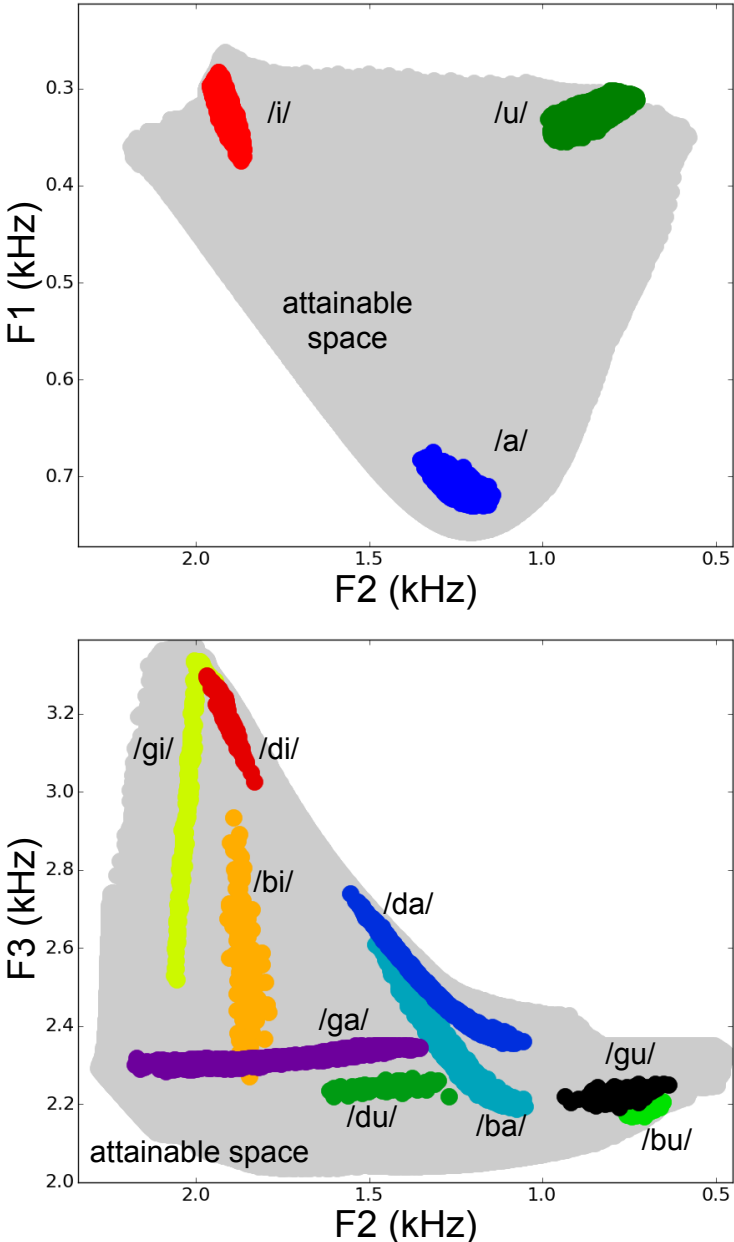 0.3
/i/
/u/
0.4
F1 (kHz)
0.5
attainable
space
0.6
/a/
0.7
2.0
1.5
1.0
0.5
F2 (kHz)
3.2
/gi/
/di/
3.0
F3 (kHz)
2.8
/bi/
/da/
2.6
2.4
/ga/
/gu/
2.2
/du/
/ba/
/bu/
attainable space
2.0
2.0
1.5
1.0
0.5
F2 (kHz)